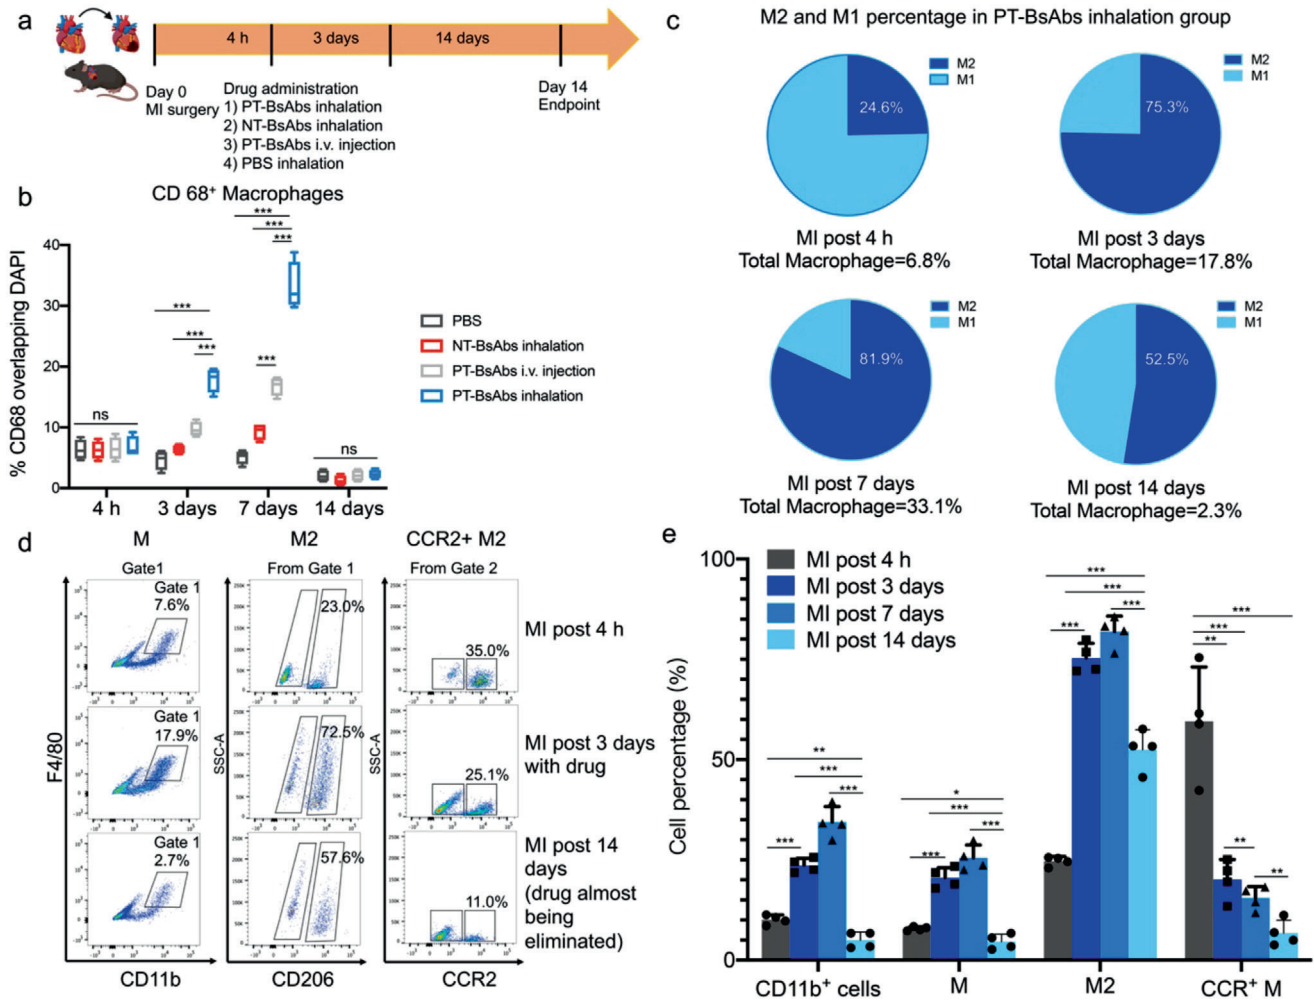 a
4 h
3 days
14 days
Day 0
MI surgery
Drug administration
1) PT-BsAbs inhalation
2) NT-BsAbs inhalation
3) PT-BsAbs i.v. injection
4) PBS inhalation
Day 14
Endpoint
b
CD 68⁺ Macrophages
% CD68 overlapping DAPI
40
30
20
10
0
ns
***
***
***
***
***
***
***
ns
4 h
3 days
7 days
14 days
PBS
NT-BsAbs inhalation
PT-BsAbs i.v. injection
PT-BsAbs inhalation
c
M2 and M1 percentage in PT-BsAbs inhalation group
24.6%
M2
M1
MI post 4 h
Total Macrophage=6.8%
75.3%
M2
M1
MI post 3 days
Total Macrophage=17.8%
81.9%
M2
M1
MI post 7 days
Total Macrophage=33.1%
52.5%
M2
M1
MI post 14 days
Total Macrophage=2.3%
d
M
M2
CCR2+ M2
Gate1
From Gate 1
From Gate 2
Gate 1
7.6%
23.0%
35.0%
MI post 4 h
Gate 1
17.9%
72.5%
25.1%
MI post 3 days
with drug
Gate 1
2.7%
57.6%
11.0%
MI post 14
days
(drug almost
being
eliminated)
F4/80
SSC-A
SSC-A
CD11b
CD206
CCR2
e
Cell percentage (%)
100
50
0
MI post 4 h
MI post 3 days
MI post 7 days
MI post 14 days
**
***
***
***
*
***
***
***
***
***
***
***
***
***
**
**
**
CD11b⁺ cells
M
M2
CCR⁺ M